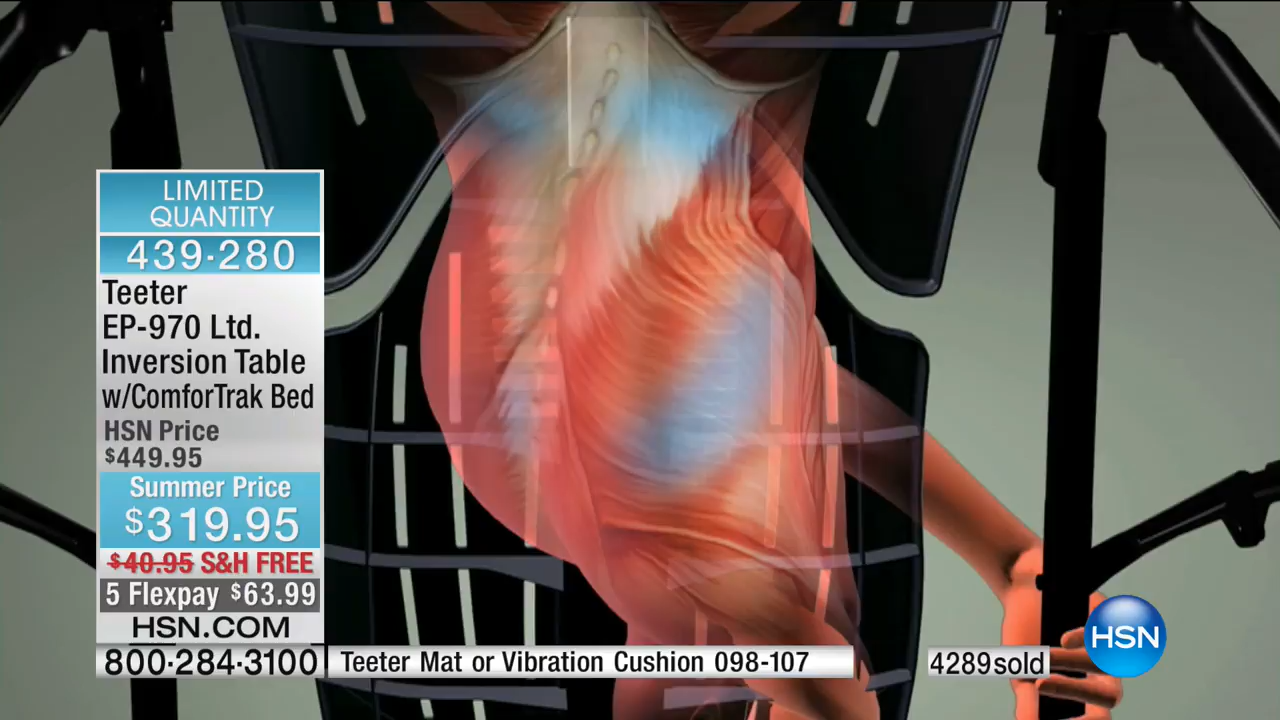 LIMITED
QUANTITY
439·280
Teeter
EP-970 Ltd.
Inversion Table
w/ComforTrak Bed
HSN Price
$449.95
Summer Price
$319.95
$40.95 S&H FREE
5 Flexpay $63.99
HSN.COM
800·284·3100
Teeter Mat or Vibration Cushion 098-107
4289sold
HSN